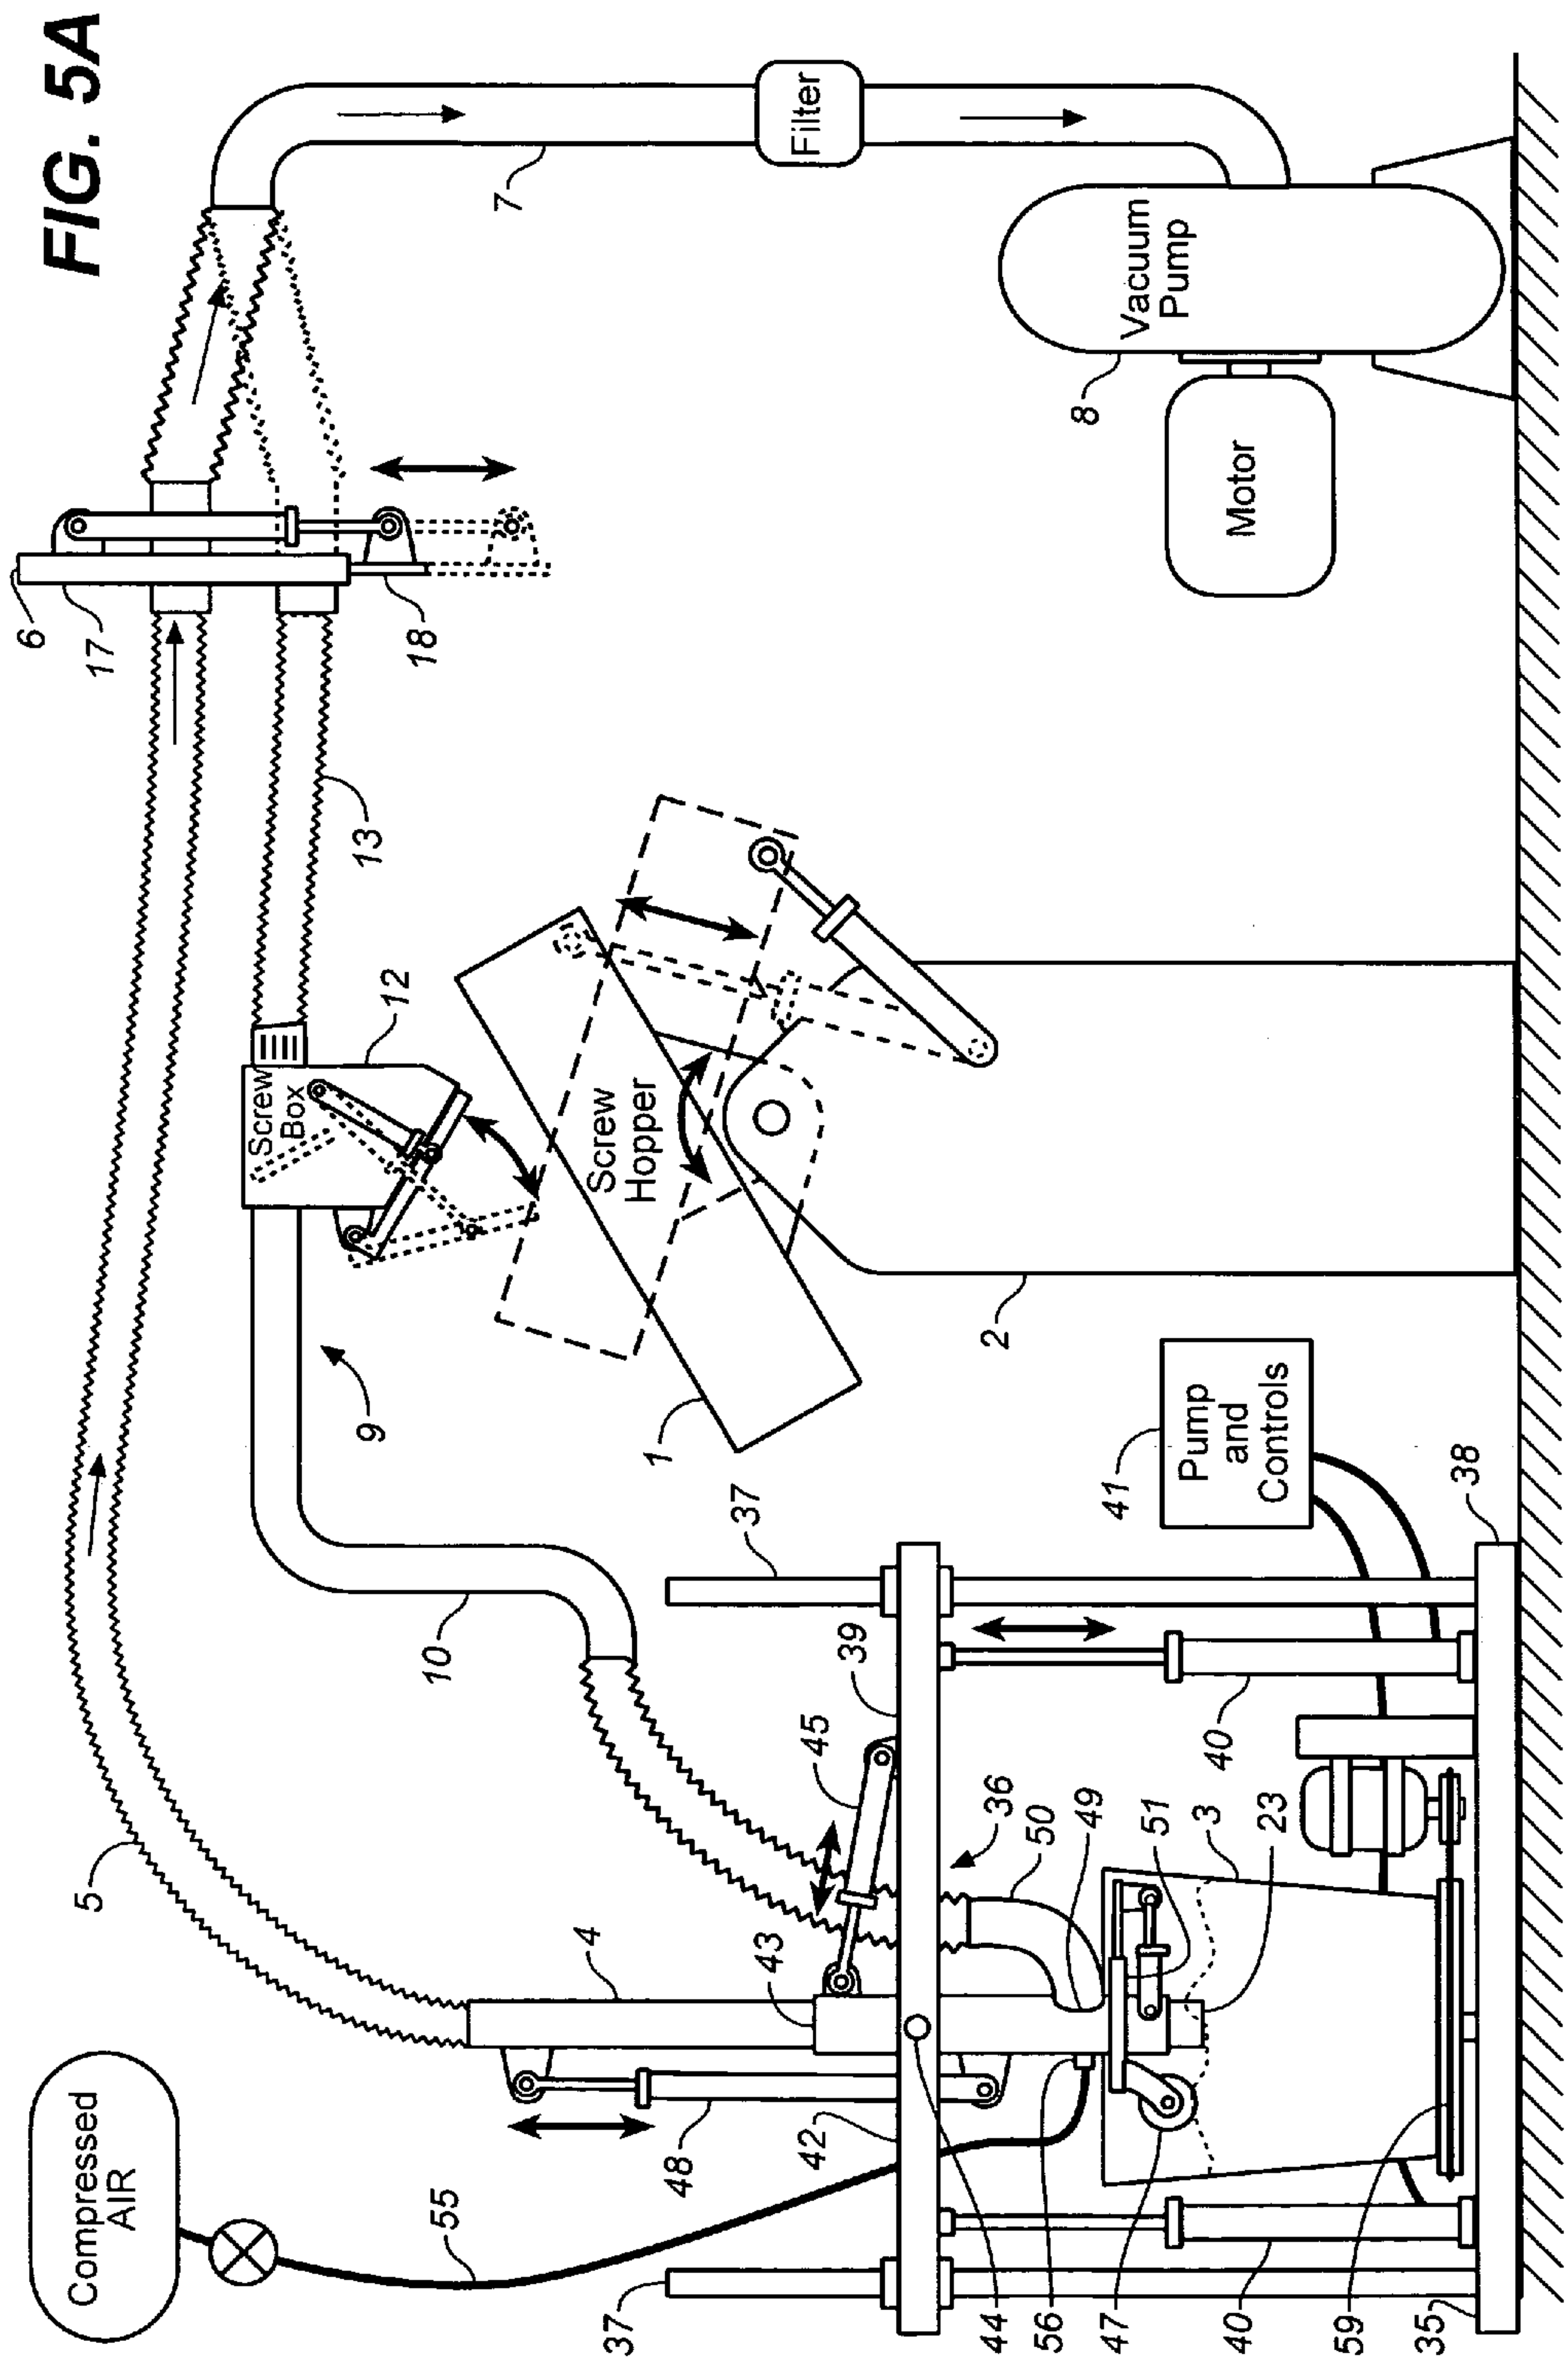 FIG. 5A
Compressed
AIR
55
37
5
4
48
43
42
45
10
39
37
9
Screw
Box
12
13
6
17
18
7
Filter
Vacuum
Pump
8
Motor
Screw
Hopper
1
2
41
Pump
and
Controls
38
36
50
49
51
3
23
40
44
56
47
40
59
35